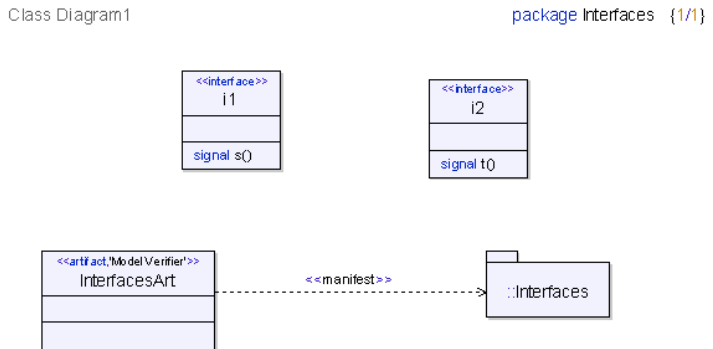 Class Diagram1
package Interfaces {1/1}
<<interface>>
i1
signal s()
<<interface>>
i2
signal t()
<<artifact,'Model Verifier'>>
InterfacesArt
<<manifest>>
::Interfaces